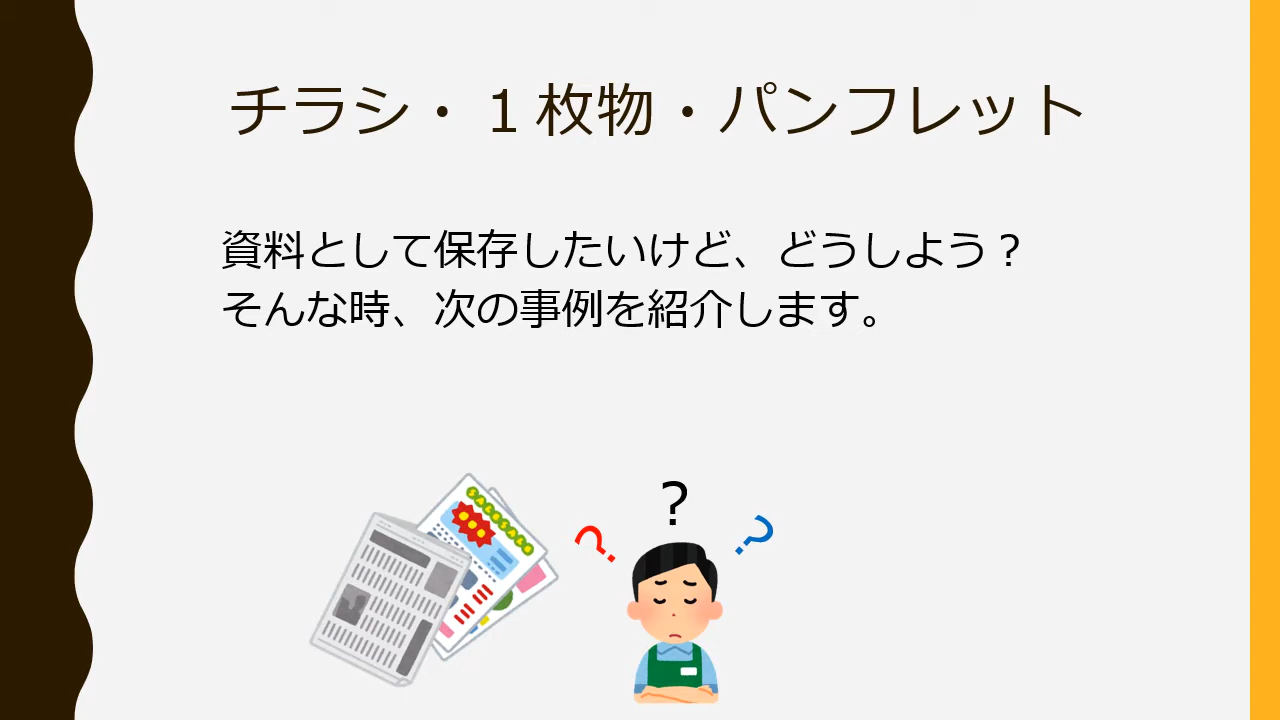 チラシ・１枚物・パンフレット
資料として保存したいけど、どうしよう？
そんな時、次の事例を紹介します。
SALE SALE
?
?
?